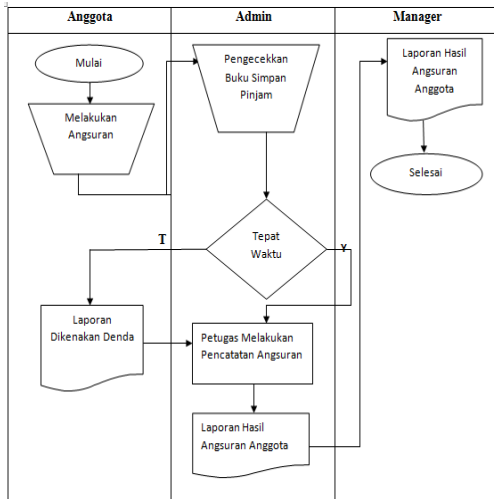 Anggota
Admin
Manager
Mulai
Melakukan
Angsuran
Pengecekkan
Buku Simpan
Pinjam
Laporan Hasil
Angsuran
Anggota
Selesai
Tepat
Waktu
T
Y
Laporan
Dikenakan Denda
Petugas Melakukan
Pencatatan Angsuran
Laporan Hasil
Angsuran Anggota